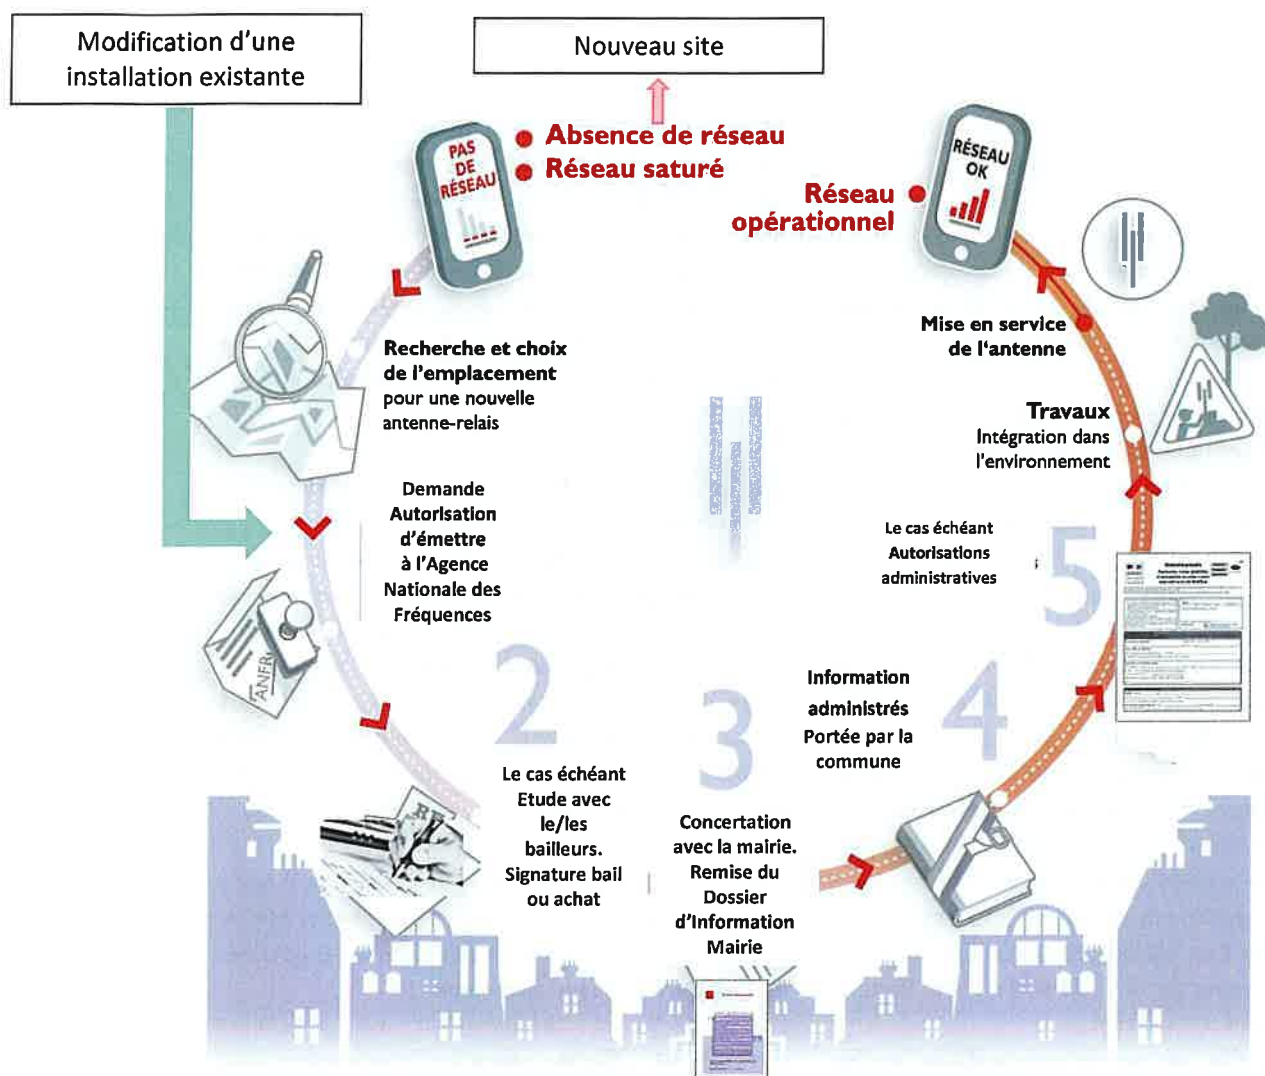 Modification d'une
installation existante
Nouveau site
Absence de réseau
Réseau saturé
PAS
DE
RÉSEAU
RÉSEAU
OK
Réseau
opérationnel
Mise en service
de l'antenne
Recherche et choix
de l'emplacement
pour une nouvelle
antenne-relais
Travaux
Intégration dans
l'environnement
Demande
Autorisation
d'émettre
à l'Agence
Nationale des
Fréquences
ANFR
Le cas échéant
Autorisations
administratives
5
2
Le cas échéant
Etude avec
le/les
bailleurs.
Signature bail
ou achat
3
Concertation
avec la mairie.
Remise du
Dossier
d'Information
Mairie
4
Information
administrés
Portée par la
commune